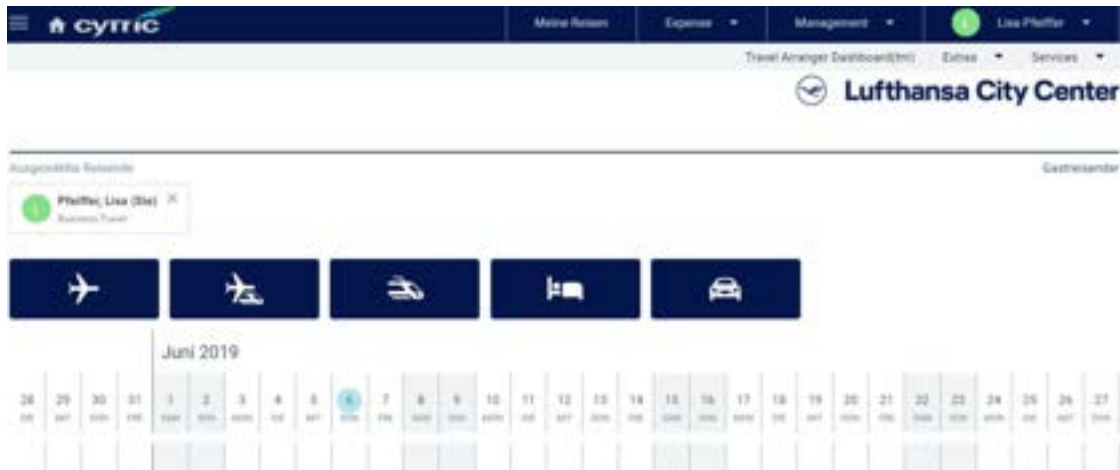 cytric
Meine Reisen Expense Management Lisa Pfeiffer
Travel Arranger Dashboard(tm) Extras Services
Lufthansa City Center
Ausgewählte Reisende Gastreisender
Pfeiffer, Lisa (Sie)
Business Travel
Juni 2019
28 29 30 31 1 2 3 4 5 6 7 8 9 10 11 12 13 14 15 16 17 18 19 20 21 22 23 24 25 26 27